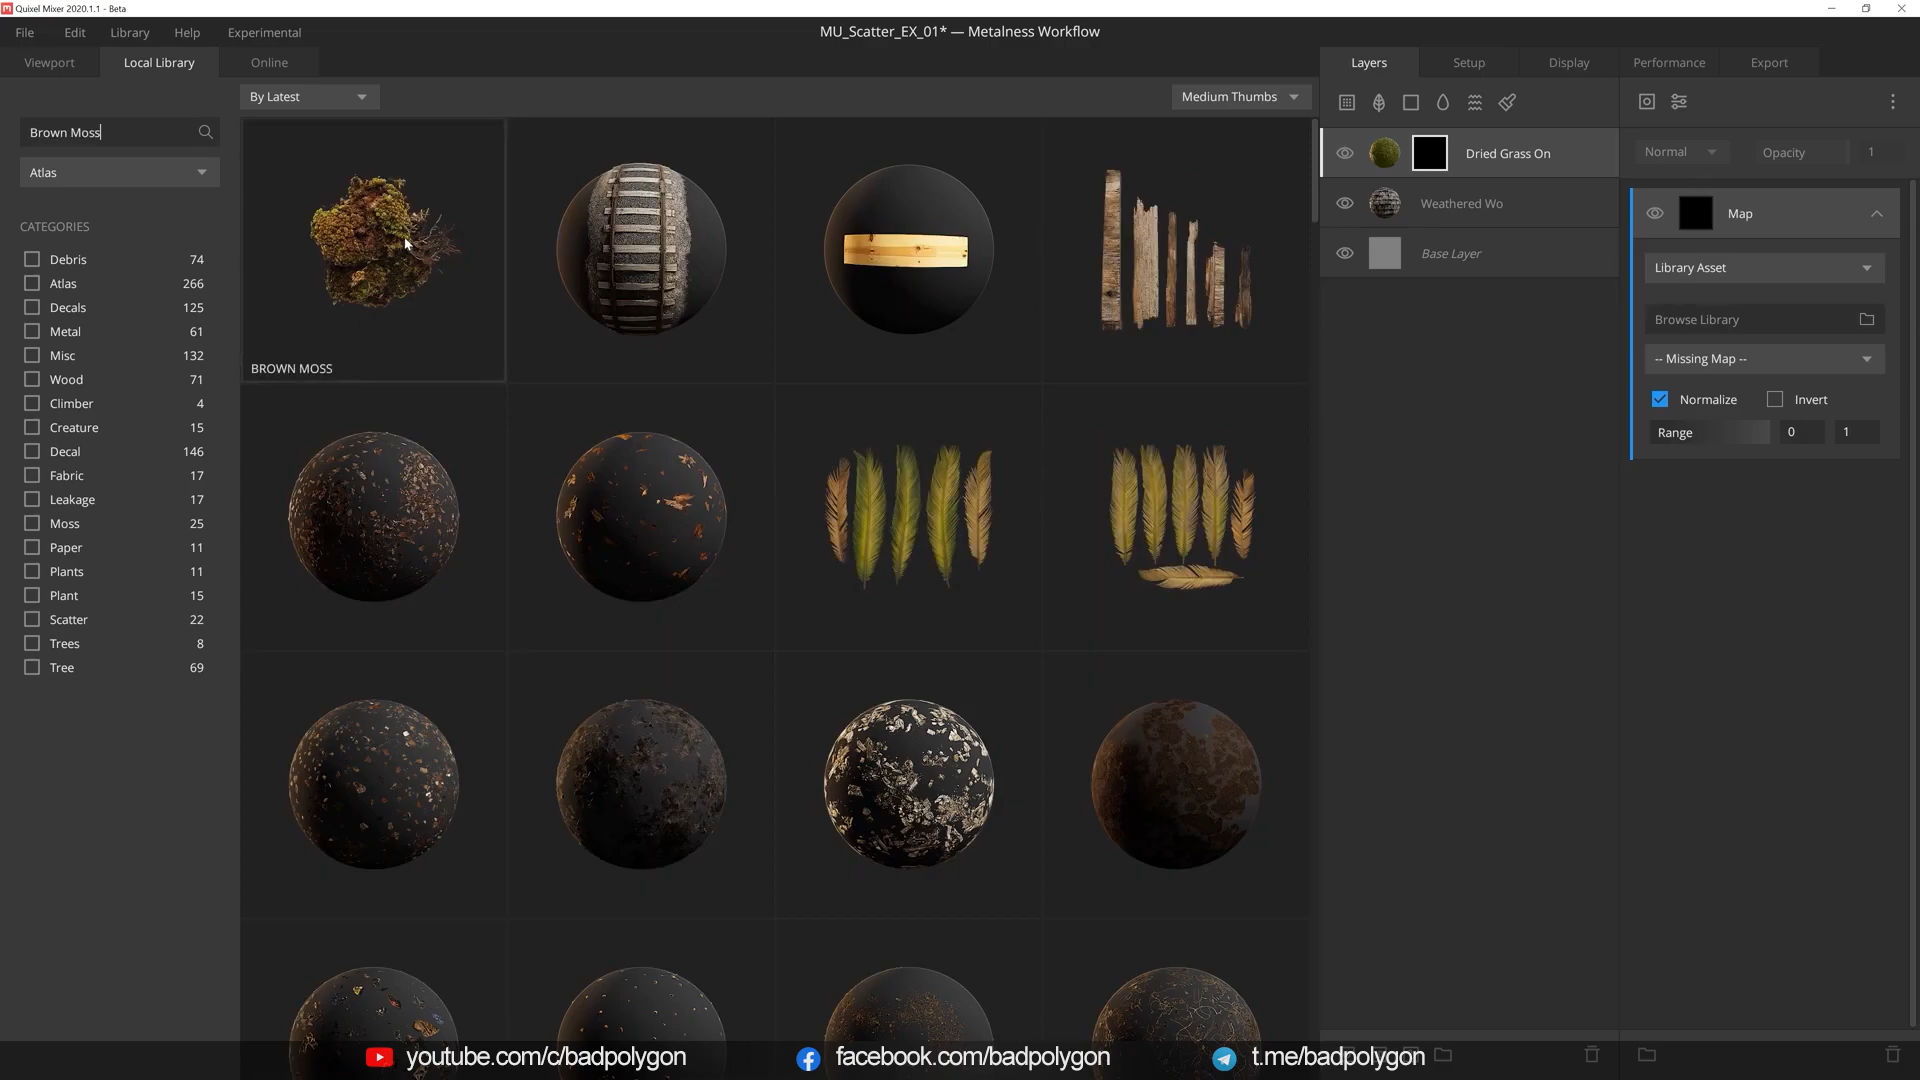 Quixel Mixer 2020.1.1 - Beta
File Edit Library Help Experimental
MU_Scatter_EX_01* — Metalness Workflow
Viewport Local Library Online
Layers Setup Display Performance Export
By Latest
Medium Thumbs
Brown Moss
Atlas
CATEGORIES
Debris 74
Atlas 266
Decals 125
Metal 61
Misc 132
Wood 71
Climber 4
Creature 15
Decal 146
Fabric 17
Leakage 17
Moss 25
Paper 11
Plants 11
Plant 15
Scatter 22
Trees 8
Tree 69
BROWN MOSS
Dried Grass On
Weathered Wo
Base Layer
Normal Opacity 1
Map
Library Asset
Browse Library
-- Missing Map --
Normalize Invert
Range 0 1
youtube.com/c/badpolygon facebook.com/badpolygon t.me/badpolygon